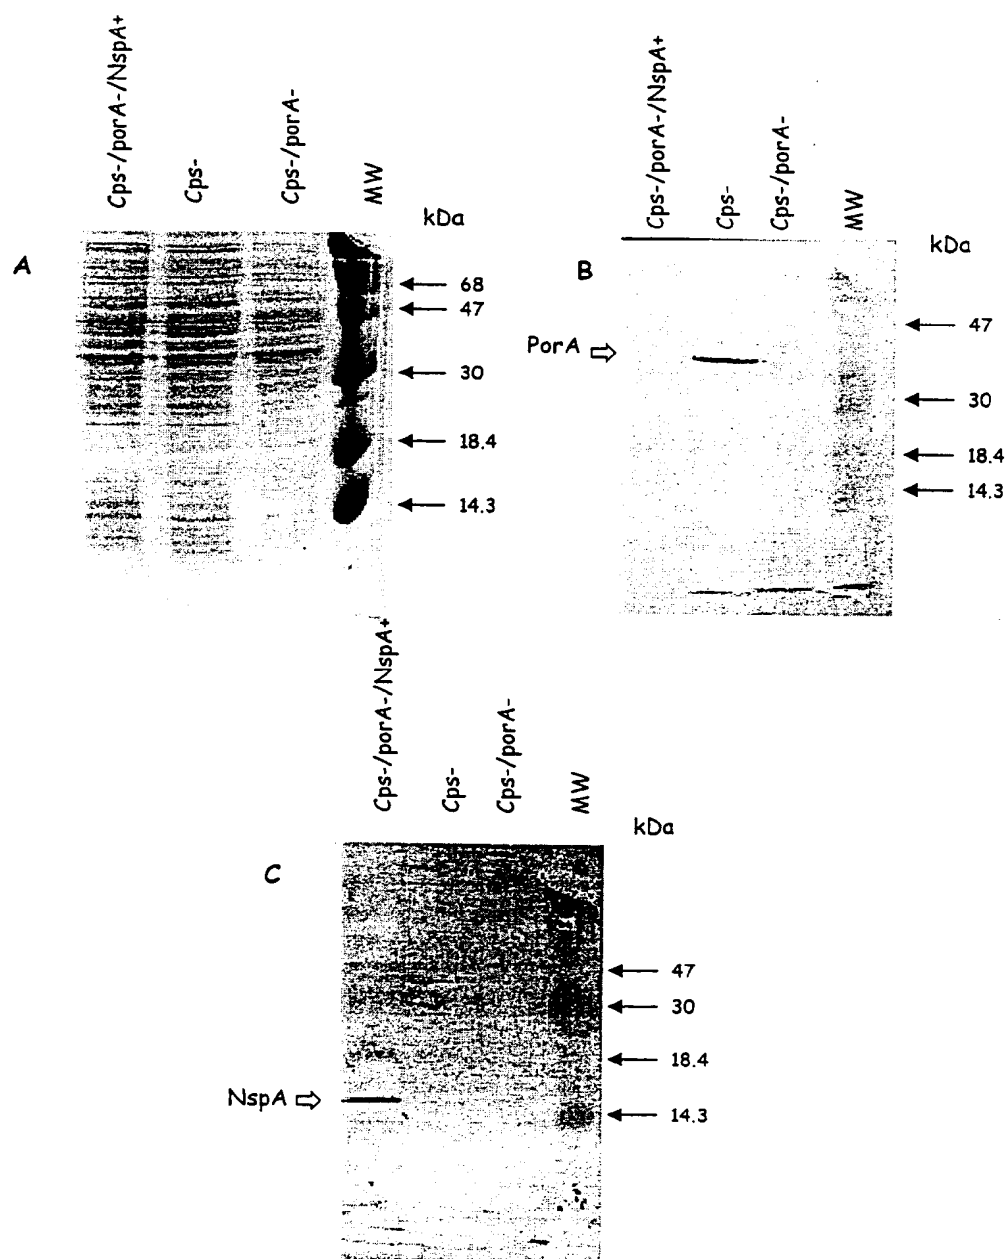 Cps-/porA-/NspA+
Cps-
Cps-/porA-
MW
kDa
A
68
47
30
18.4
14.3
Cps-/porA-/NspA+
Cps-
Cps-/porA-
MW
kDa
B
PorA
47
30
18.4
14.3
Cps-/porA-/NspA+
Cps-
Cps-/porA-
MW
kDa
C
47
30
18.4
14.3
NspA